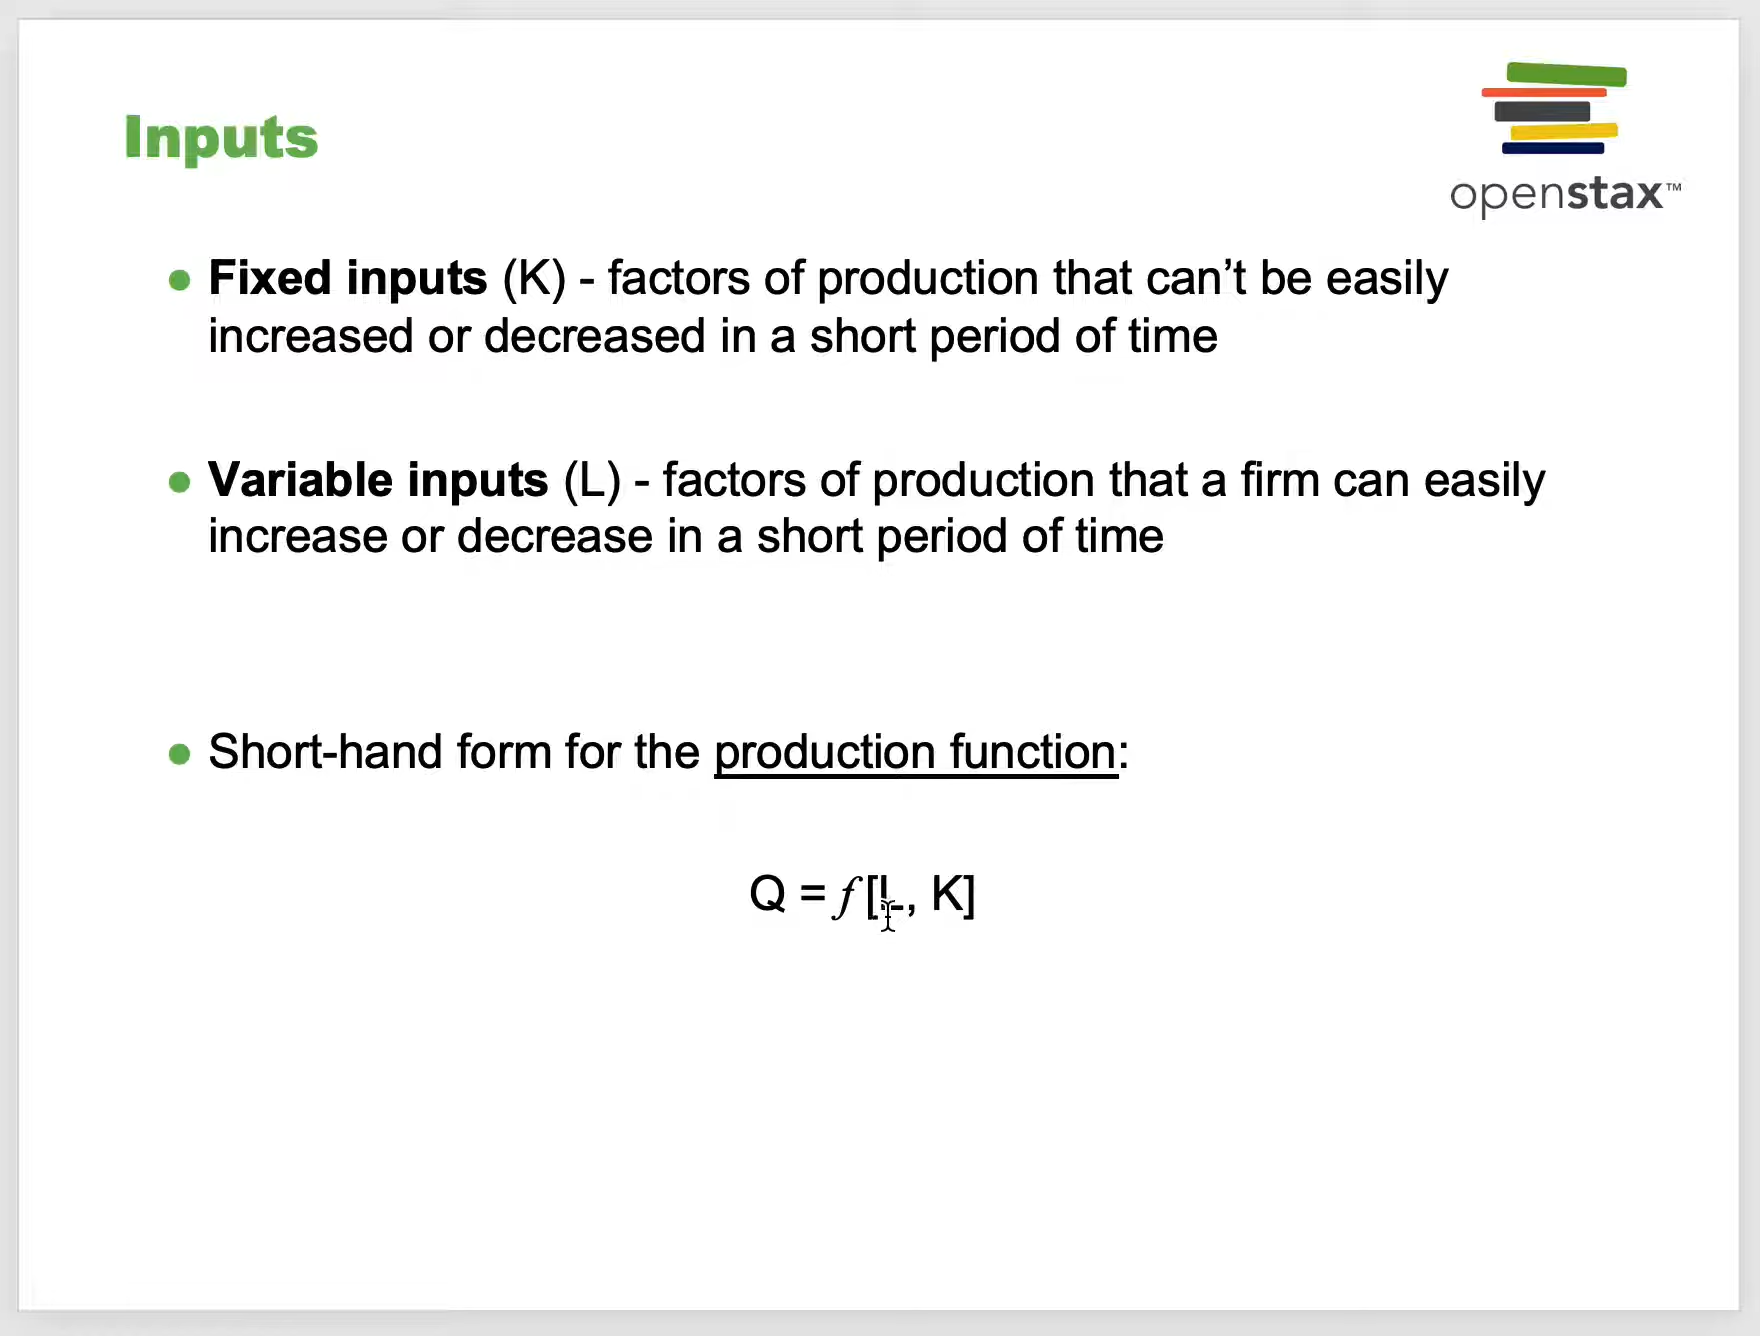 Inputs
openstax™
● Fixed inputs (K) - factors of production that can’t be easily
increased or decreased in a short period of time
● Variable inputs (L) - factors of production that a firm can easily
increase or decrease in a short period of time
● Short-hand form for the production function:
Q = f [L, K]